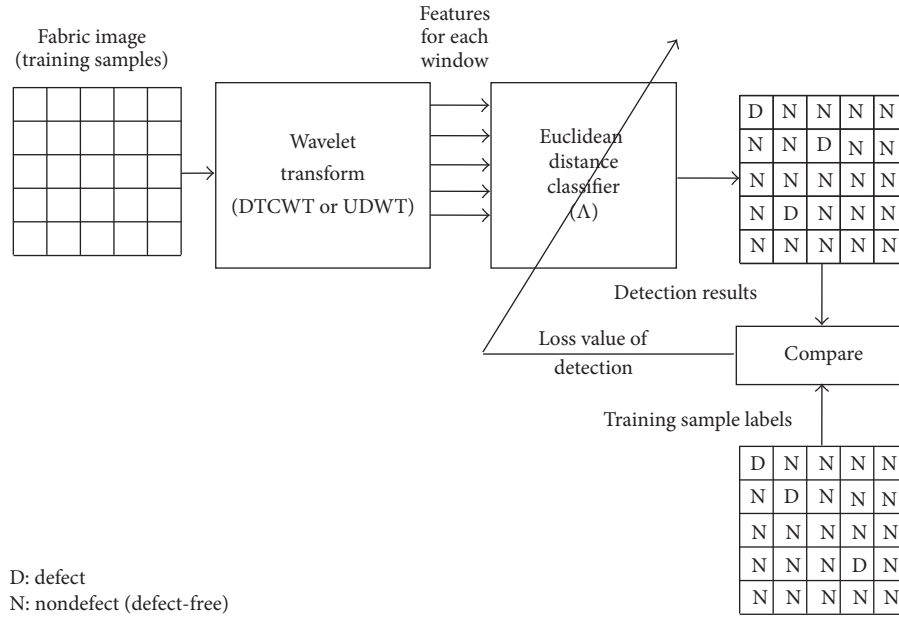 Fabric image
(training samples)
Features
for each
window
Wavelet
transform
(DTCWT or UDWT)
Euclidean
distance
classifier
(Λ)
D N N N N
N N D N N
N N N N N
N D N N N
N N N N N
Detection results
Loss value of
detection
Compare
Training sample labels
D N N N N
N D N N N
N N N N N
N N N D N
N N N N N
D: defect
N: nondefect (defect-free)